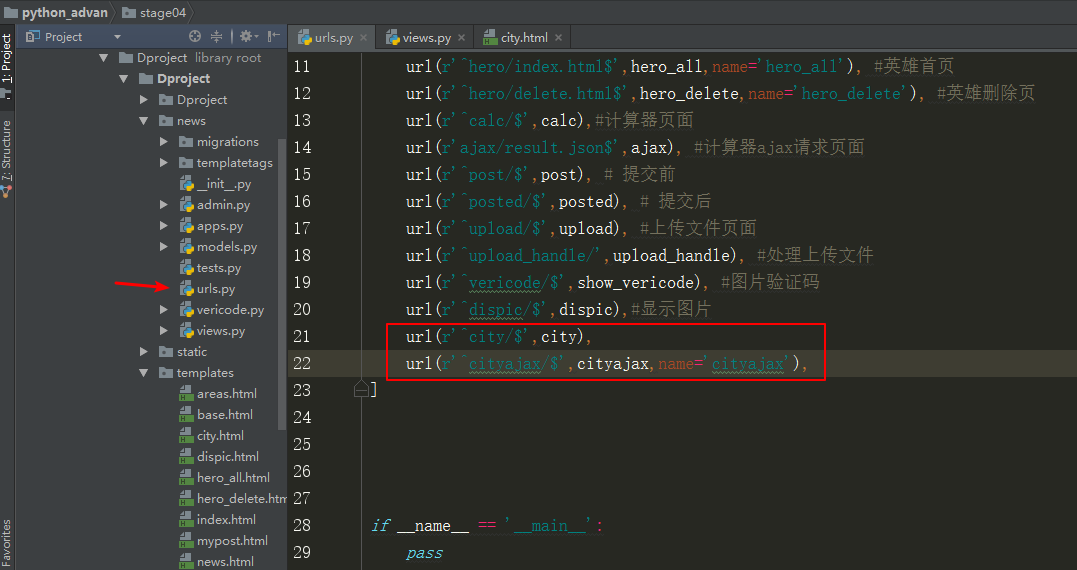 python_advan stage04
1: Project
7: Structure
Favorites
Project
Dproject library root
Dproject
Dproject
news
migrations
templatetags
__init__.py
admin.py
apps.py
models.py
tests.py
urls.py
vericode.py
views.py
static
templates
areas.html
base.html
city.html
dispic.html
hero_all.html
hero_delete.htm
index.html
mypost.html
news.html
urls.py × views.py × city.html ×
11 url(r'^hero/index.html$',hero_all,name='hero_all'), #英雄首页
12 url(r'^hero/delete.html$',hero_delete,name='hero_delete'), #英雄删除页
13 url(r'^calc/$',calc),#计算器页面
14 url(r'ajax/result.json$',ajax), #计算器ajax请求页面
15 url(r'^post/$',post), # 提交前
16 url(r'^posted/$',posted), # 提交后
17 url(r'^upload/$',upload), #上传文件页面
18 url(r'^upload_handle/',upload_handle), #处理上传文件
19 url(r'^vericode/$',show_vericode), #图片验证码
20 url(r'^dispic/$',dispic),#显示图片
21 url(r'^city/$',city),
22 url(r'^cityajax/$',cityajax,name='cityajax'),
23 ]
24
25
26
27
28 if __name__ == '__main__':
29 pass